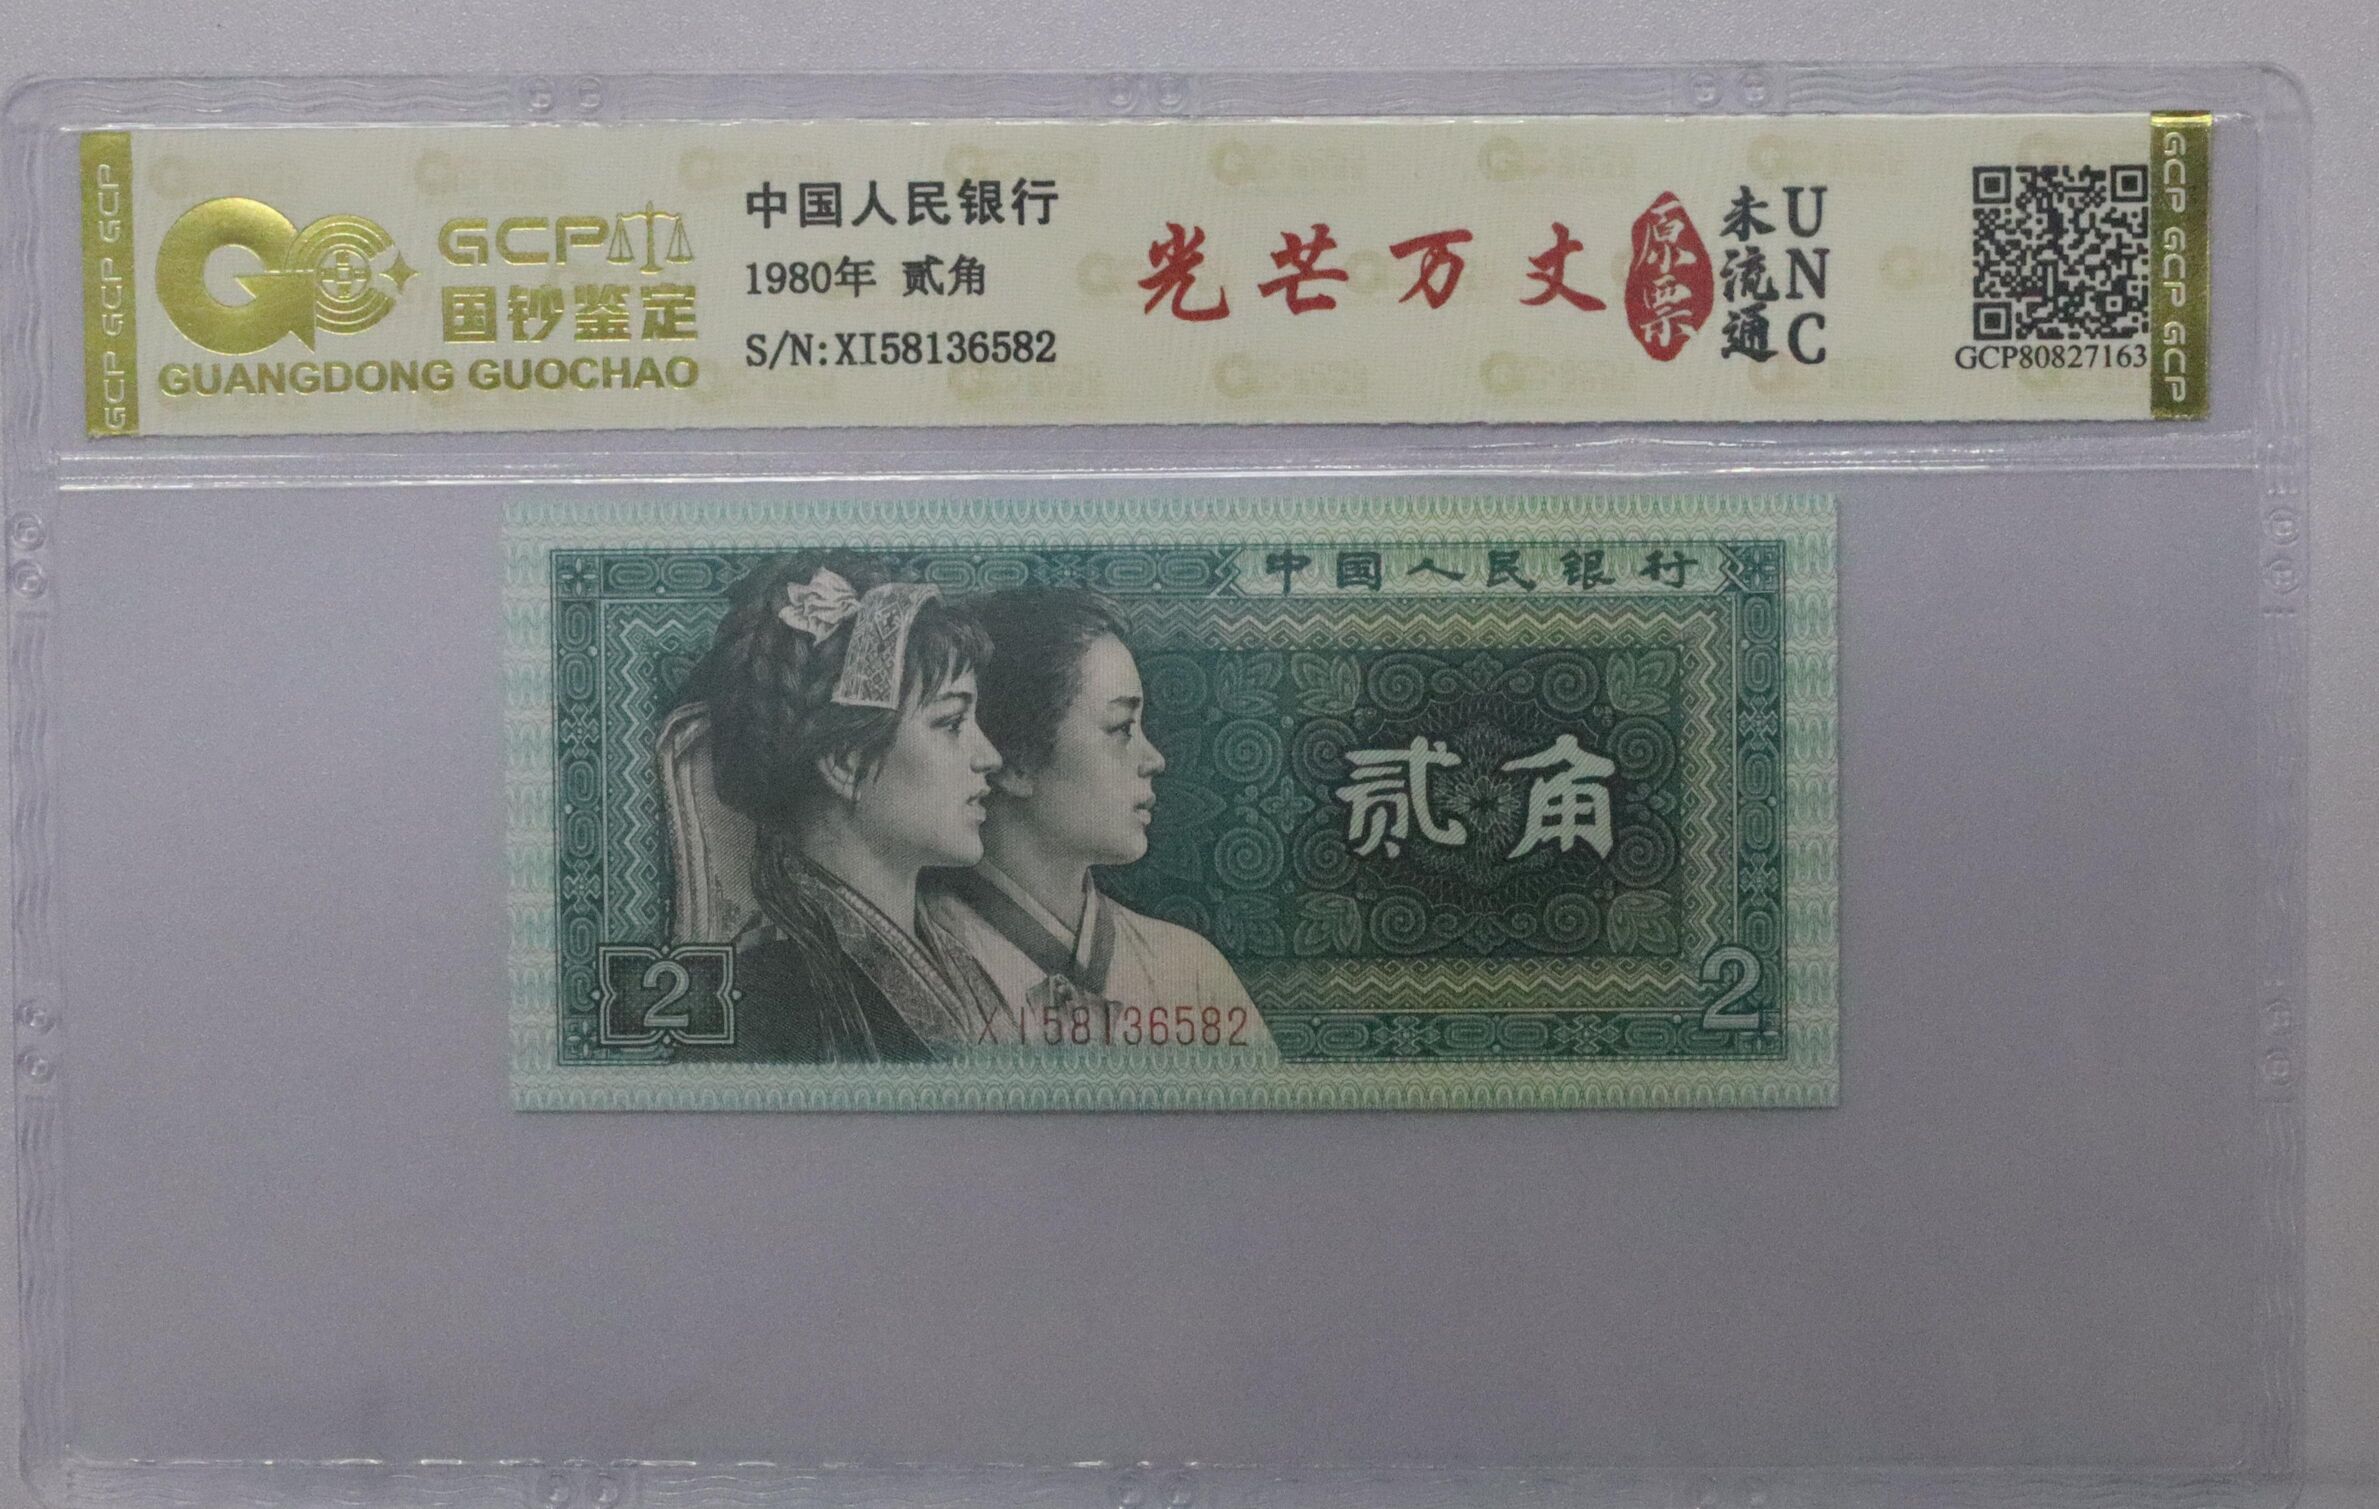 GCP GCP GCP
GCP
国钞鉴定
GUANGDONG GUOCHAO
中国人民银行
1980年 贰角
S/N:XI58136582
光芒万丈
原票
未流通
UNC
GCP80827163
GCP GCP GCP
中国人民银行
贰角
2
2
XI58136582